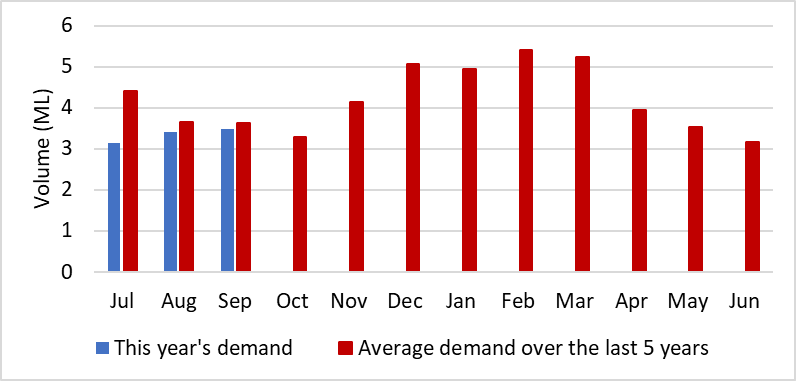 6
5
4
3
2
1
0
Volume (ML)
Jul Aug Sep Oct Nov Dec Jan Feb Mar Apr May Jun
This year's demand Average demand over the last 5 years